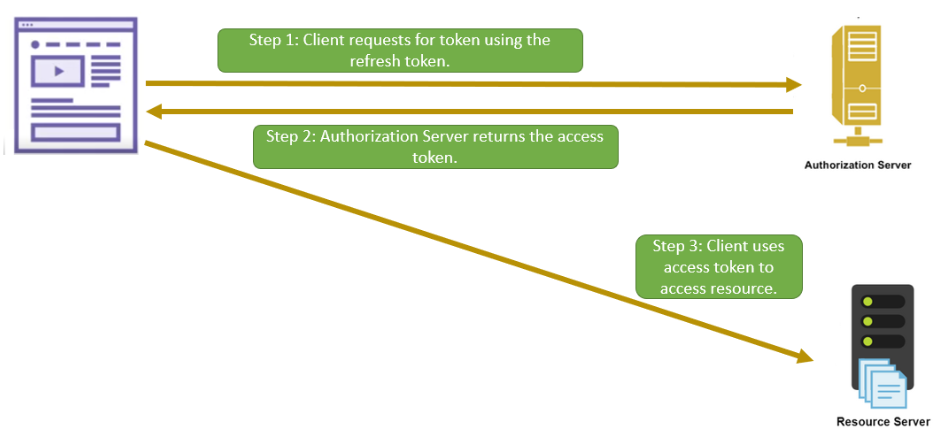 Step 1: Client requests for token using the
refresh token.
Step 2: Authorization Server returns the access
token.
Authorization Server
Step 3: Client uses
access token to
access resource.
Resource Server